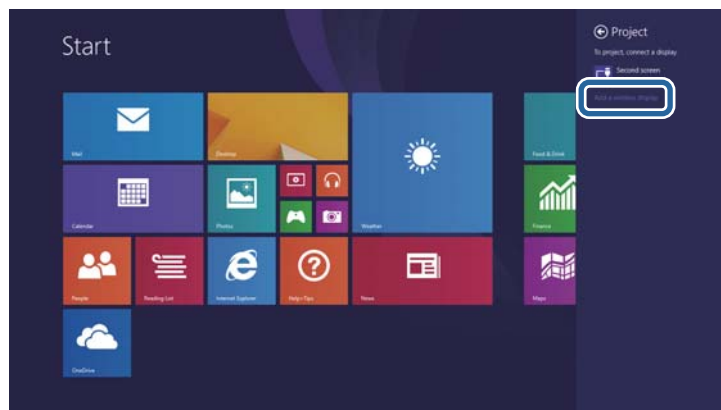 Start
Project
To project, connect a display
Second screen
Add a wireless display
Mail
Desktop
Food & Drink
Calendar
Photos
Weather
Finance
People
Reading List
Internet Explorer
Help+Tips
News
Maps
OneDrive